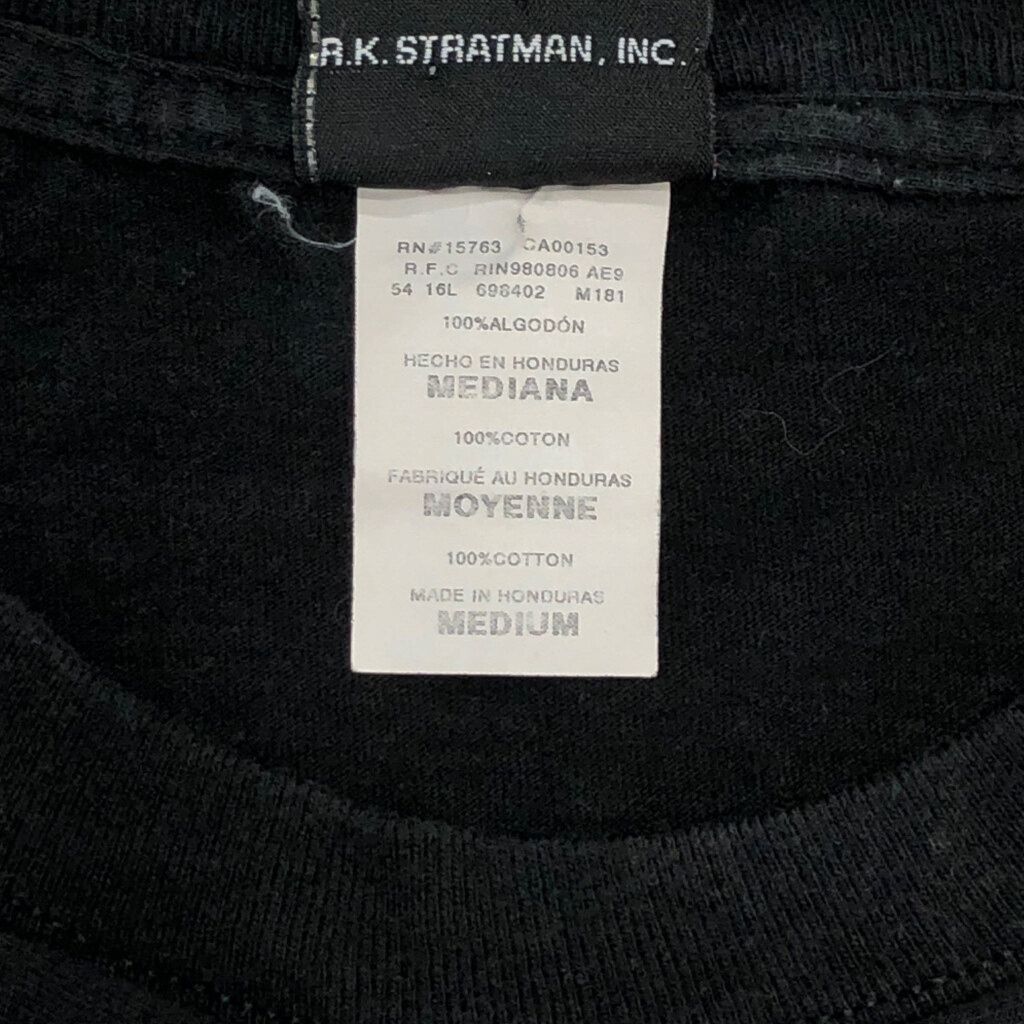 R.K. STRATMAN, INC.
RN#15763 CA00153
R.F.C RIN980806 AE9
54 16L 698402 M181
100%ALGODÓN
HECHO EN HONDURAS
MEDIANA
100%COTON
FABRIQUÉ AU HONDURAS
MOYENNE
100%COTTON
MADE IN HONDURAS
MEDIUM